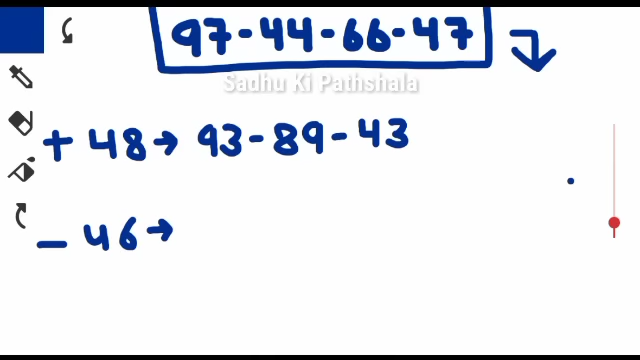 97-44-66-47
Sadhu Ki Pathshala
+ 48→ 93-89-43
- 46→